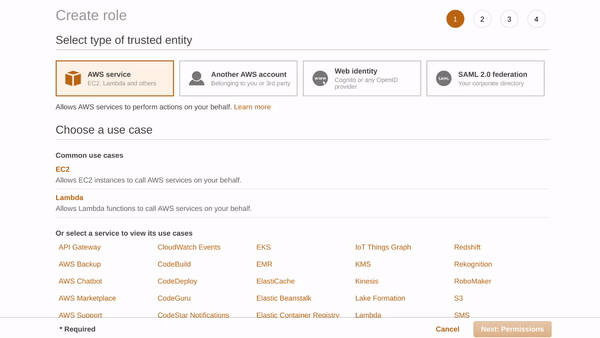 Create role
1 2 3 4
Select type of trusted entity
AWS service
EC2, Lambda and others
Another AWS account
Belonging to you or 3rd party
www
Web identity
Cognito or any OpenID
provider
SAML
SAML 2.0 federation
Your corporate directory
Allows AWS services to perform actions on your behalf. Learn more
Choose a use case
Common use cases
EC2
Allows EC2 instances to call AWS services on your behalf.
Lambda
Allows Lambda functions to call AWS services on your behalf.
Or select a service to view its use cases
API Gateway CloudWatch Events EKS IoT Things Graph Redshift
AWS Backup CodeBuild EMR KMS Rekognition
AWS Chatbot CodeDeploy ElastiCache Kinesis RoboMaker
AWS Marketplace CodeGuru Elastic Beanstalk Lake Formation S3
AWS Support CodeStar Notifications Elastic Container Registry Lambda SMS
* Required Cancel Next: Permissions